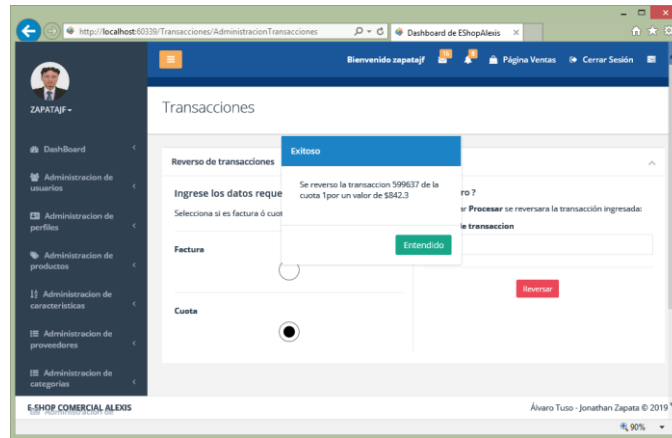 http://localhost:60339/Transacciones/AdministracionTransacciones
Dashboard de EShopAlexis
Bienvenido zapatajf
16
Página Ventas
Cerrar Sesión
ZAPATAJF
Transacciones
DashBoard
Administracion de usuarios
Administracion de perfiles
Administracion de productos
Administracion de caracteristicas
Administracion de proveedores
Administracion de categorias
Administracion de
E-SHOP COMERCIAL ALEXIS
Reverso de transacciones
Ingrese los datos reque
Selecciona si es factura ó cuot
Factura
Cuota
Exitoso
Se reverso la transaccion 599637 de la
cuota 1por un valor de $842.3
Entendido
ro ?
ar Procesar se reversara la transacción ingresada:
de transaccion
Reversar
Álvaro Tuso - Jonathan Zapata © 2019
90%